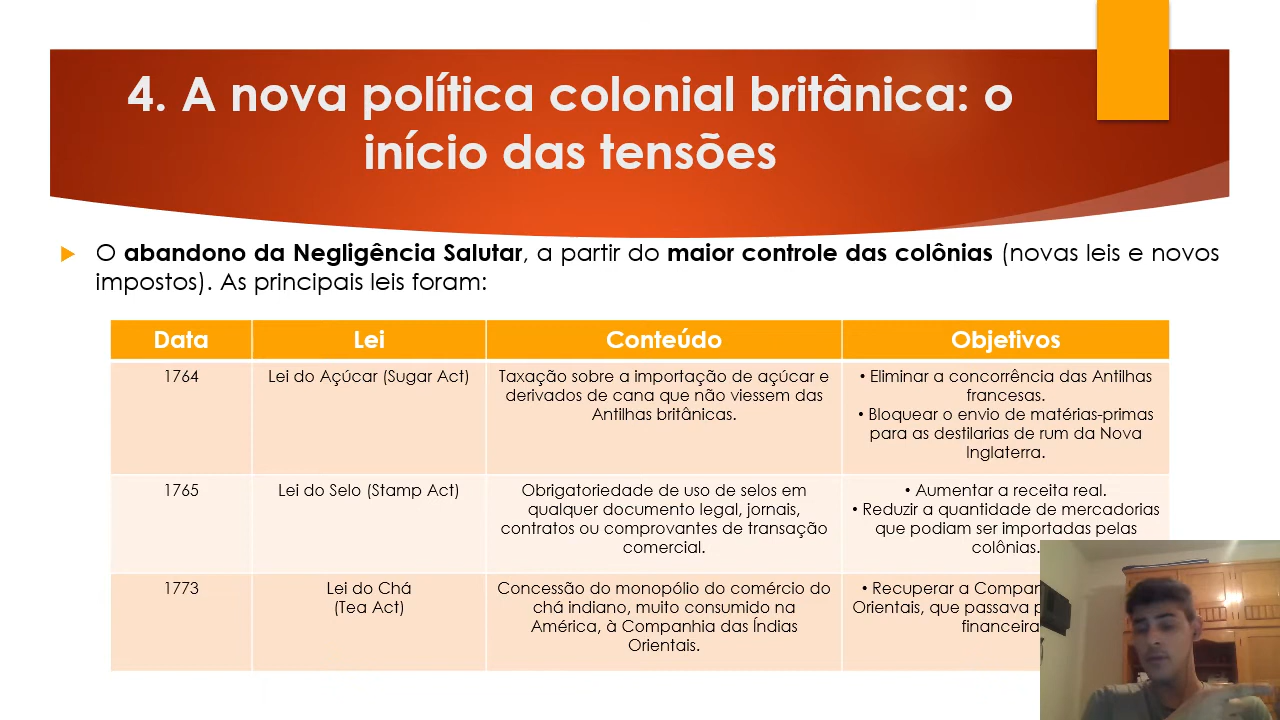 4. A nova política colonial britânica: o
início das tensões
O abandono da Negligência Salutar, a partir do maior controle das colônias (novas leis e novos
impostos). As principais leis foram:
Data
Lei
Conteúdo
Objetivos
1764
Lei do Açúcar (Sugar Act)
Taxação sobre a importação de açúcar e
derivados de cana que não viessem das
Antilhas britânicas.
• Eliminar a concorrência das Antilhas
francesas.
• Bloquear o envio de matérias-primas
para as destilarias de rum da Nova
Inglaterra.
1765
Lei do Selo (Stamp Act)
Obrigatoriedade de uso de selos em
qualquer documento legal, jornais,
contratos ou comprovantes de transação
comercial.
• Aumentar a receita real.
• Reduzir a quantidade de mercadorias
que podiam ser importadas pelas
colônias.
1773
Lei do Chá
(Tea Act)
Concessão do monopólio do comércio do
chá indiano, muito consumido na
América, à Companhia das Índias
Orientais.
• Recuperar a
Orientais, que passava
financeira